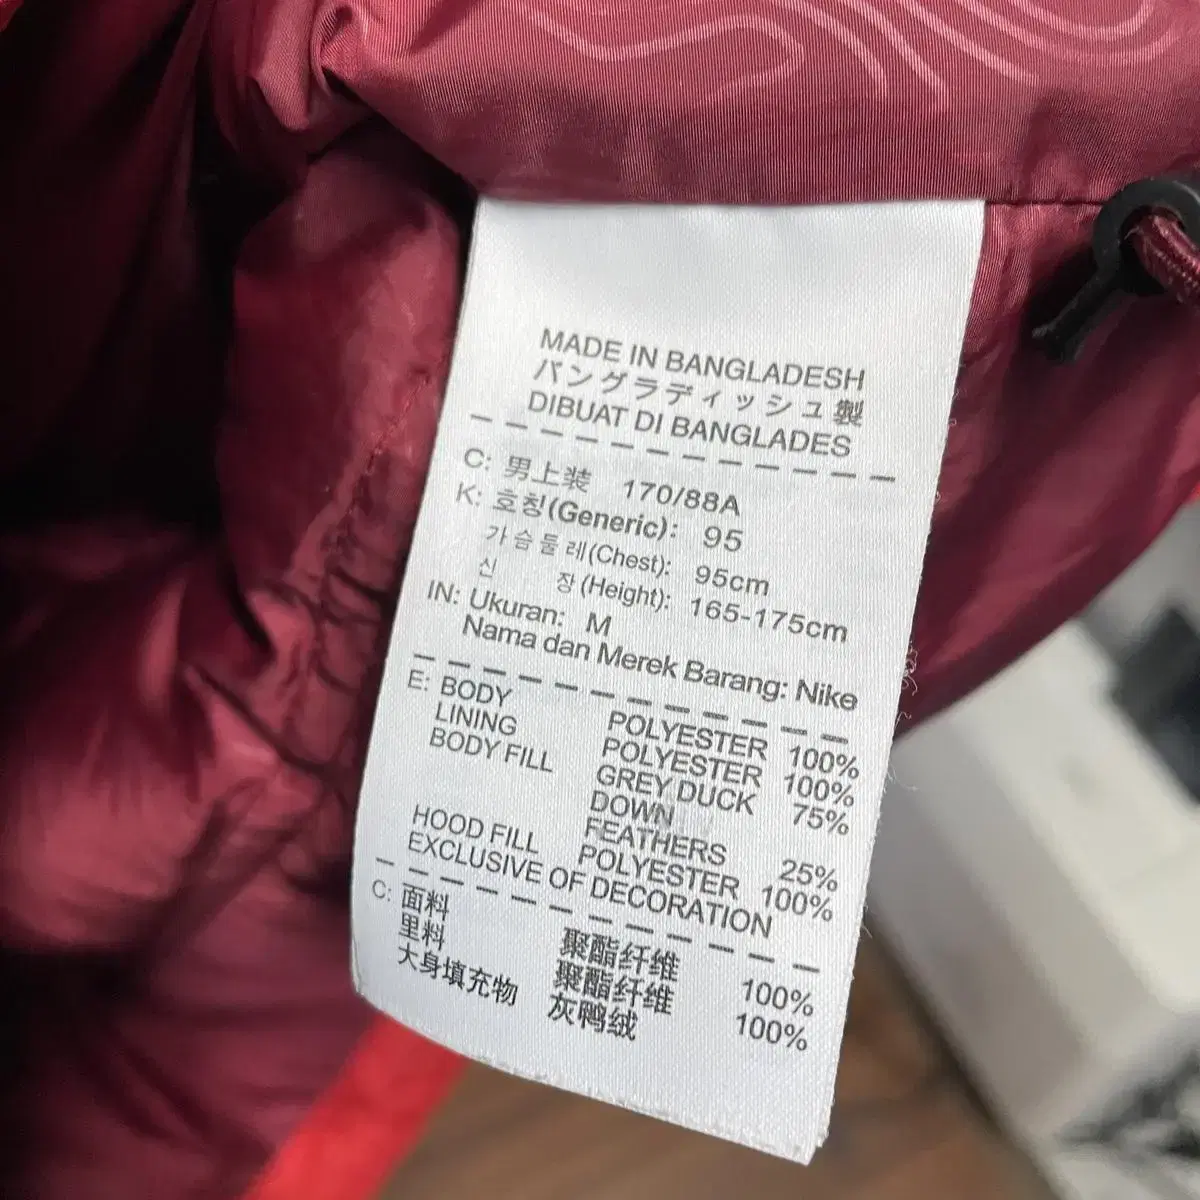 MADE IN BANGLADESH
バングラディッシュ製
DIBUAT DI BANGLADES
C: 男上装 170/88A
K: 호칭(Generic): 95
가슴둘레(Chest): 95cm
신 장(Height): 165-175cm
IN: Ukuran: M
Nama dan Merek Barang: Nike
E: BODY POLYESTER 100%
LINING POLYESTER 100%
BODY FILL GREY DUCK 75%
DOWN
FEATHERS 25%
HOOD FILL POLYESTER 100%
EXCLUSIVE OF DECORATION
C: 面料 聚酯纤维 100%
里料 聚酯纤维 100%
大身填充物 灰鸭绒